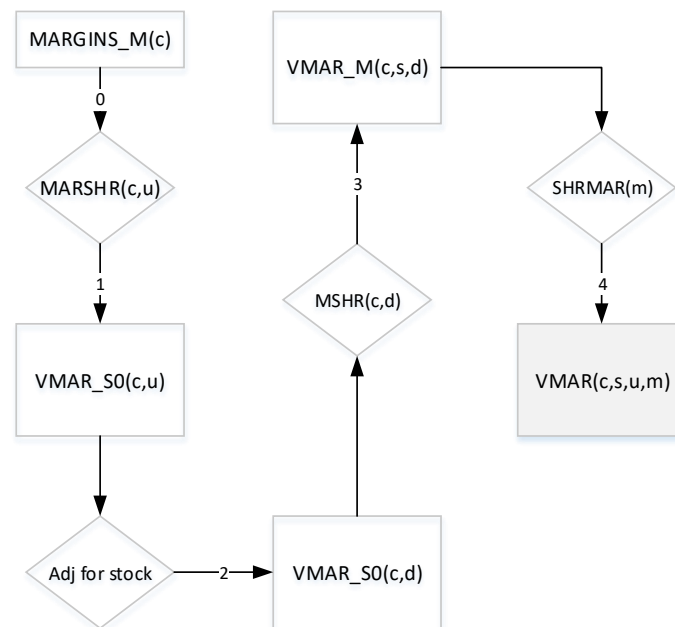 MARGINS_M(c)
0
MARSHR(c,u)
1
VMAR_S0(c,u)
Adj for stock
2
VMAR_S0(c,d)
MSHR(c,d)
3
VMAR_M(c,s,d)
SHRMAR(m)
4
VMAR(c,s,u,m)